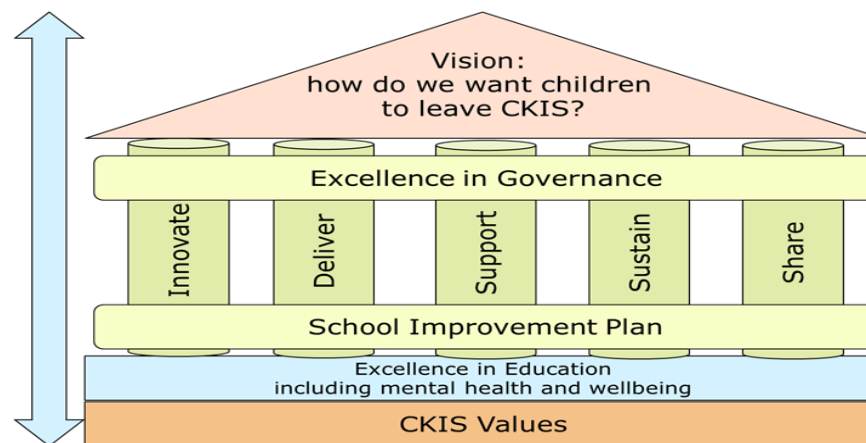 Vision:
how do we want children
to leave CKIS?
Excellence in Governance
Innovate
Deliver
Support
Sustain
Share
School Improvement Plan
Excellence in Education
including mental health and wellbeing
CKIS Values